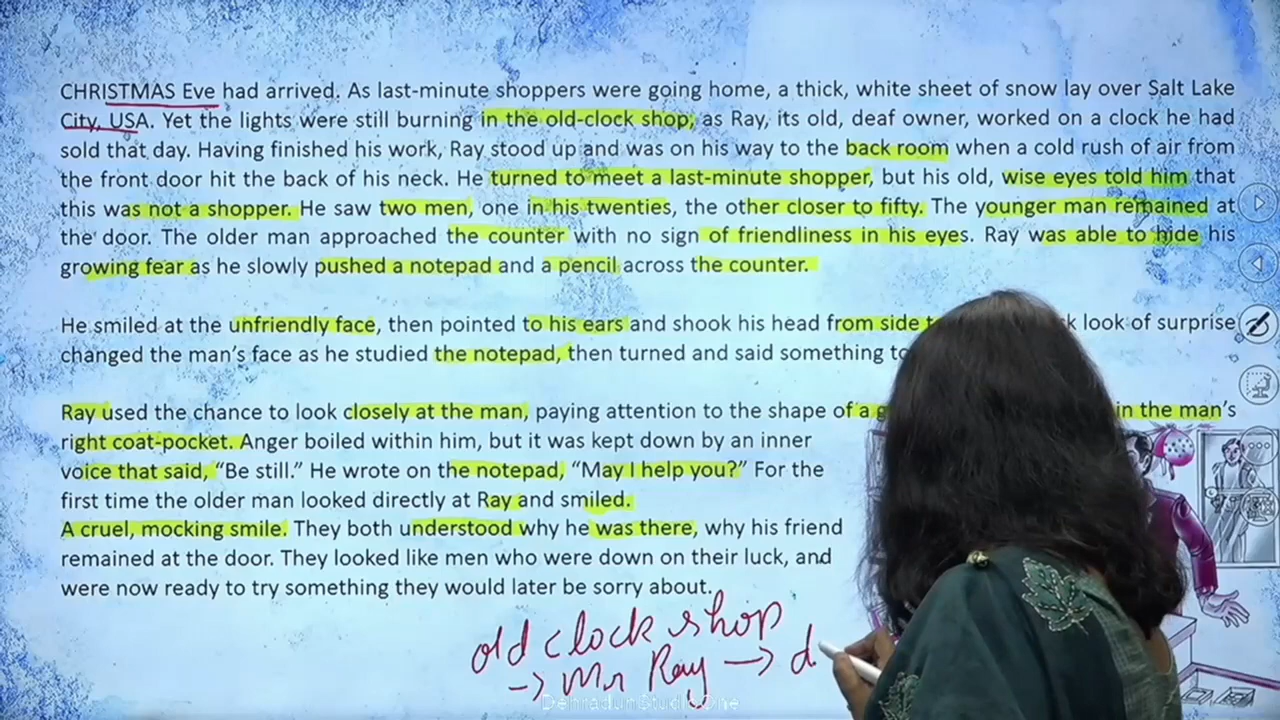 CHRISTMAS Eve had arrived. As last-minute shoppers were going home, a thick, white sheet of snow lay over Salt Lake
City, USA. Yet the lights were still burning in the old-clock shop, as Ray, its old, deaf owner, worked on a clock he had
sold that day. Having finished his work, Ray stood up and was on his way to the back room when a cold rush of air from
the front door hit the back of his neck. He turned to meet a last-minute shopper, but his old, wise eyes told him that
this was not a shopper. He saw two men, one in his twenties, the other closer to fifty. The younger man remained at
the door. The older man approached the counter with no sign of friendliness in his eyes. Ray was able to hide his
growing fear as he slowly pushed a notepad and a pencil across the counter.
He smiled at the unfriendly face, then pointed to his ears and shook his head from side look of surprise
changed the man's face as he studied the notepad, then turned and said something
Ray used the chance to look closely at the man, paying attention to the shape of a in the man's
right coat-pocket. Anger boiled within him, but it was kept down by an inner
voice that said, "Be still." He wrote on the notepad, "May I help you?" For the
first time the older man looked directly at Ray and smiled.
A cruel, mocking smile. They both understood why he was there, why his friend
remained at the door. They looked like men who were down on their luck, and
were now ready to try something they would later be sorry about.
old clock shop
→ Mr Ray → d
DehradunStudioOne